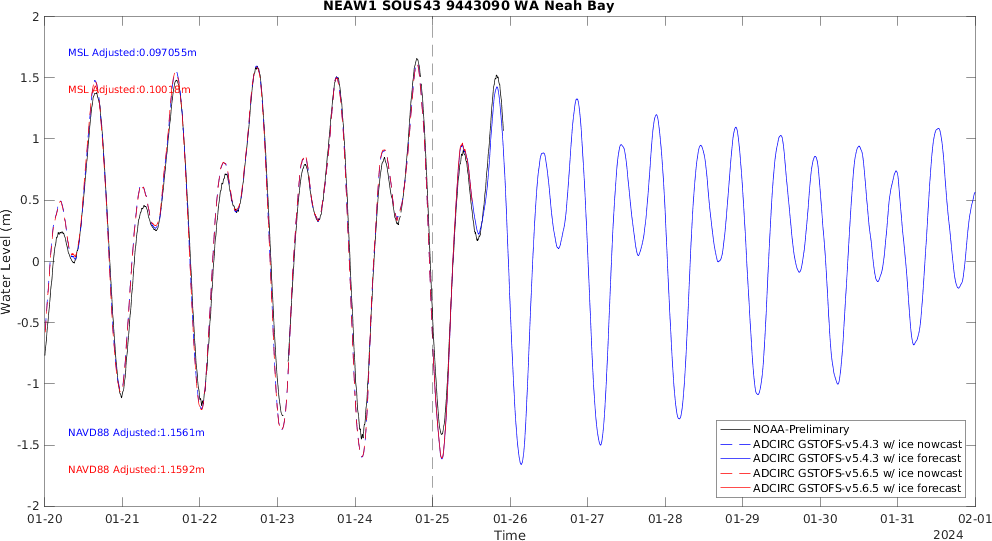 NEAW1 SOUS43 9443090 WA Neah Bay
2
1.5
1
0.5
0
-0.5
-1
-1.5
-2
Water Level (m)
MSL Adjusted:0.097055m
MSL Adjusted:0.10018m
NAVD88 Adjusted:1.1561m
NAVD88 Adjusted:1.1592m
NOAA-Preliminary
ADCIRC GSTOFS-v5.4.3 w/ ice nowcast
ADCIRC GSTOFS-v5.4.3 w/ ice forecast
ADCIRC GSTOFS-v5.6.5 w/ ice nowcast
ADCIRC GSTOFS-v5.6.5 w/ ice forecast
01-20 01-21 01-22 01-23 01-24 01-25 01-26 01-27 01-28 01-29 01-30 01-31 02-01
Time
2024